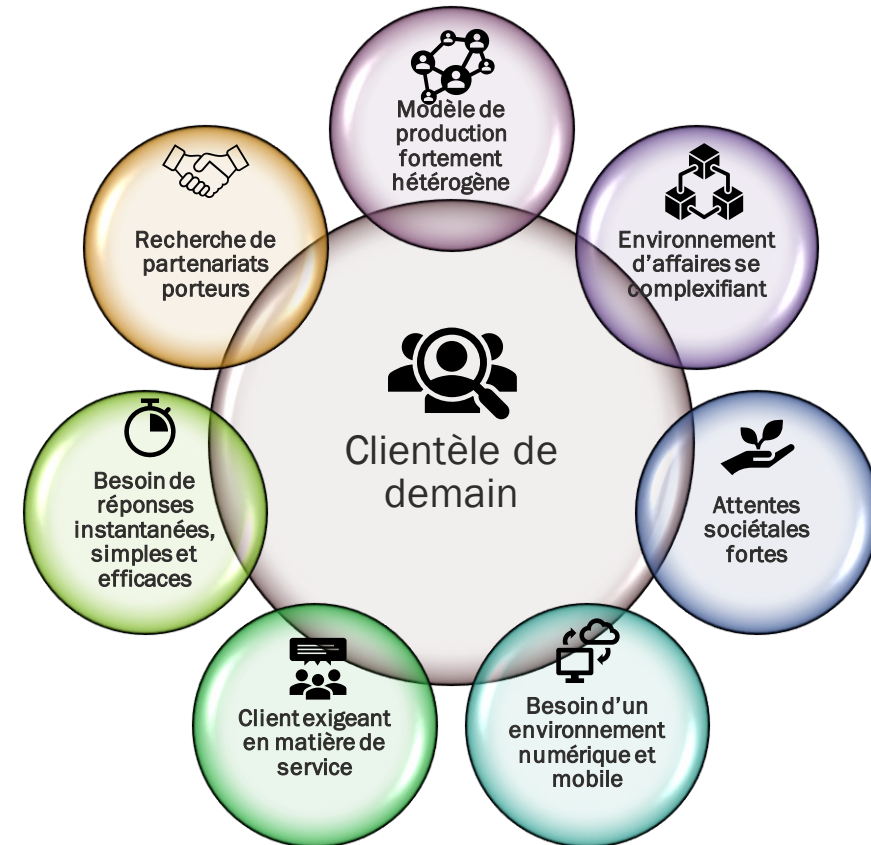 Modèle de
production
fortement
hétérogène
Environnement
d'affaires se
complexifiant
Attentes
sociétales
fortes
Besoin d'un
environnement
numérique et
mobile
Client exigeant
en matière de
service
Besoin de
réponses
instantanées,
simples et
efficaces
Recherche de
partenariats
porteurs
Clientèle de
demain